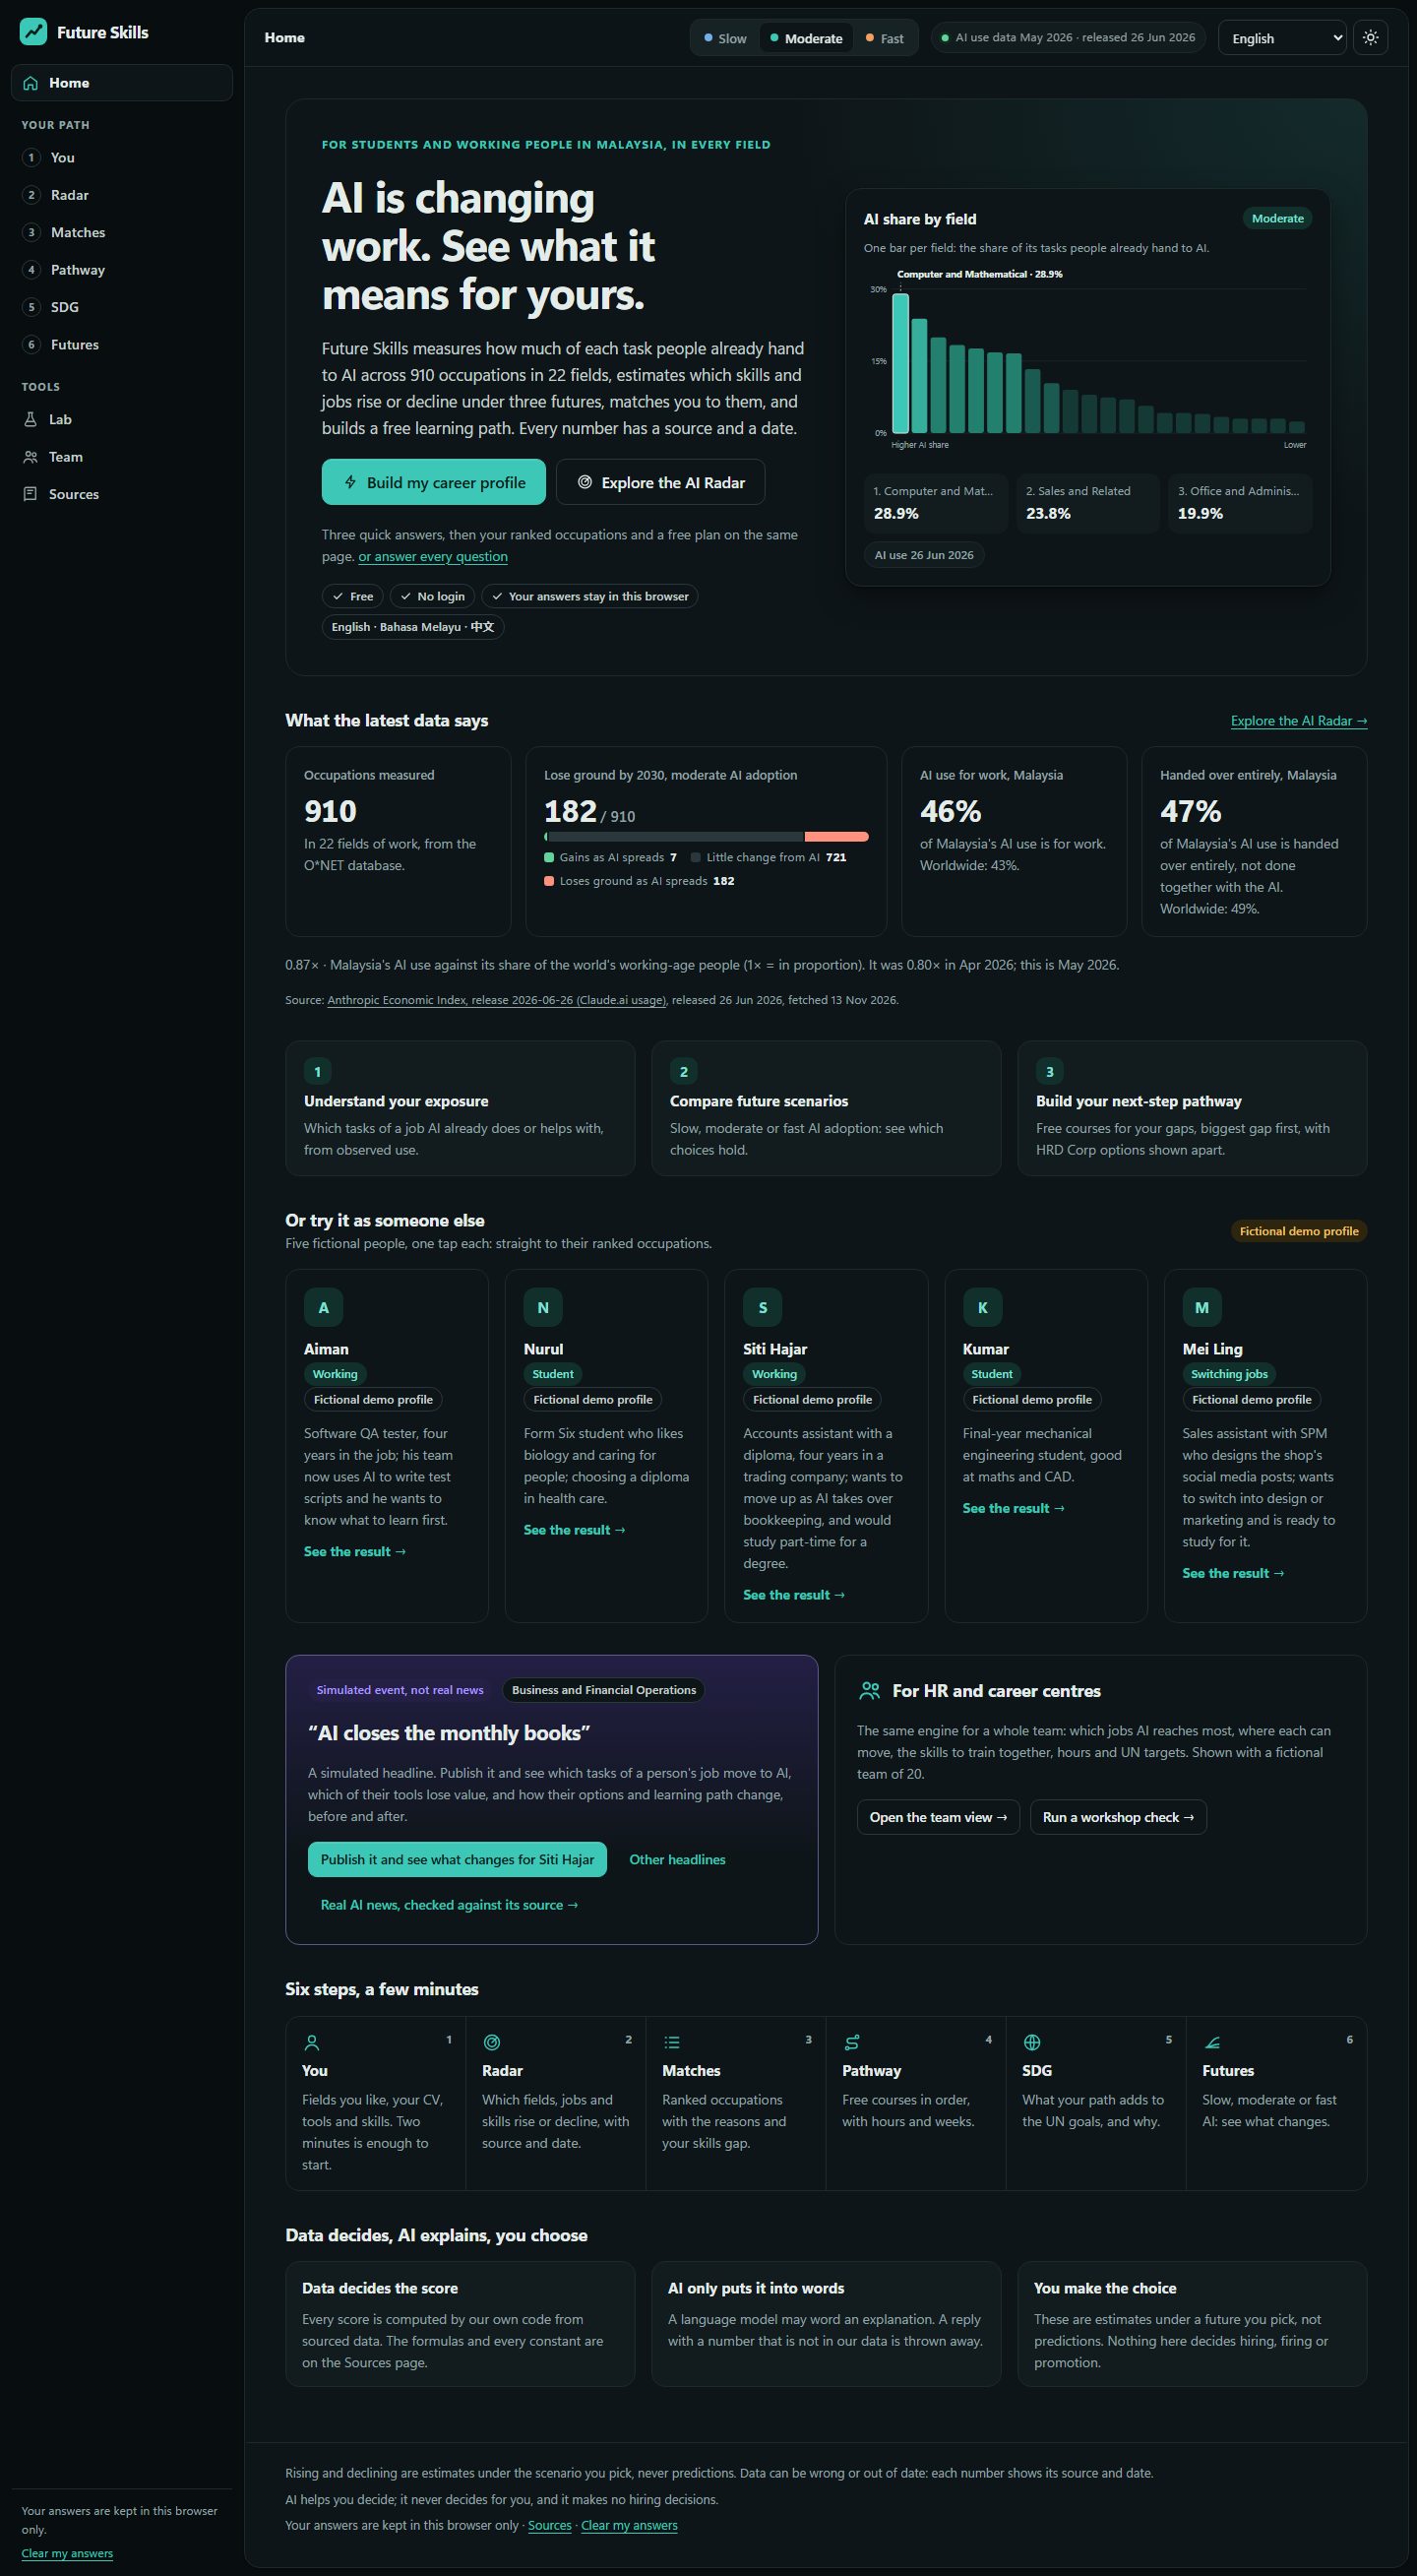 Future Skills
Home
YOUR PATH
1 You
2 Radar
3 Matches
4 Pathway
5 SDG
6 Futures
TOOLS
Lab
Team
Sources
Your answers are kept in this browser
only.
Clear my answers
Home
Slow
Moderate
Fast
AI use data May 2026 · released 26 Jun 2026
English
FOR STUDENTS AND WORKING PEOPLE IN MALAYSIA, IN EVERY FIELD
AI is changing
work. See what it
means for yours.
Future Skills measures how much of each task people already hand
to AI across 910 occupations in 22 fields, estimates which skills and
jobs rise or decline under three futures, matches you to them, and
builds a free learning path. Every number has a source and a date.
Build my career profile
Explore the AI Radar
Three quick answers, then your ranked occupations and a free plan on the same
page. or answer every question
Free
No login
Your answers stay in this browser
English · Bahasa Melayu · 中文
AI share by field
Moderate
One bar per field: the share of its tasks people already hand to AI.
Computer and Mathematical · 28.9%
30%
15%
0%
Higher AI share
Lower
1. Computer and Mat...
28.9%
2. Sales and Related
23.8%
3. Office and Adminis...
19.9%
AI use 26 Jun 2026
What the latest data says
Explore the AI Radar →
Occupations measured
910
In 22 fields of work, from the
O*NET database.
Lose ground by 2030, moderate AI adoption
182 / 910
Gains as AI spreads 7
Little change from AI 721
Loses ground as AI spreads 182
AI use for work, Malaysia
46%
of Malaysia's AI use is for work.
Worldwide: 43%.
Handed over entirely, Malaysia
47%
of Malaysia's AI use is handed
over entirely, not done
together with the AI.
Worldwide: 49%.
0.87× · Malaysia's AI use against its share of the world's working-age people (1× = in proportion). It was 0.80× in Apr 2026; this is May 2026.
Source: Anthropic Economic Index, release 2026-06-26 (Claude.ai usage), released 26 Jun 2026, fetched 13 Nov 2026.
1
Understand your exposure
Which tasks of a job AI already does or helps with,
from observed use.
2
Compare future scenarios
Slow, moderate or fast AI adoption: see which
choices hold.
3
Build your next-step pathway
Free courses for your gaps, biggest gap first, with
HRD Corp options shown apart.
Or try it as someone else
Five fictional people, one tap each: straight to their ranked occupations.
Fictional demo profile
A
Aiman
Working
Fictional demo profile
Software QA tester, four
years in the job; his team
now uses AI to write test
scripts and he wants to
know what to learn first.
See the result →
N
Nurul
Student
Fictional demo profile
Form Six student who likes
biology and caring for
people; choosing a diploma
in health care.
See the result →
S
Siti Hajar
Working
Fictional demo profile
Accounts assistant with a
diploma, four years in a
trading company; wants to
move up as AI takes over
bookkeeping, and would
study part-time for a
degree.
See the result →
K
Kumar
Student
Fictional demo profile
Final-year mechanical
engineering student, good
at maths and CAD.
See the result →
M
Mei Ling
Switching jobs
Fictional demo profile
Sales assistant with SPM
who designs the shop's
social media posts; wants
to switch into design or
marketing and is ready to
study for it.
See the result →
Simulated event, not real news
Business and Financial Operations
“AI closes the monthly books”
A simulated headline. Publish it and see which tasks of a person's job move to AI,
which of their tools lose value, and how their options and learning path change,
before and after.
Publish it and see what changes for Siti Hajar
Other headlines
Real AI news, checked against its source →
For HR and career centres
The same engine for a whole team: which jobs AI reaches most, where each can
move, the skills to train together, hours and UN targets. Shown with a fictional
team of 20.
Open the team view →
Run a workshop check →
Six steps, a few minutes
1
You
Fields you like, your CV,
tools and skills. Two
minutes is enough to
start.
2
Radar
Which fields, jobs and
skills rise or decline, with
source and date.
3
Matches
Ranked occupations
with the reasons and
your skills gap.
4
Pathway
Free courses in order,
with hours and weeks.
5
SDG
What your path adds to
the UN goals, and why.
6
Futures
Slow, moderate or fast
AI: see what changes.
Data decides, AI explains, you choose
Data decides the score
Every score is computed by our own code from
sourced data. The formulas and every constant are
on the Sources page.
AI only puts it into words
A language model may word an explanation. A reply
with a number that is not in our data is thrown away.
You make the choice
These are estimates under a future you pick, not
predictions. Nothing here decides hiring, firing or
promotion.
Rising and declining are estimates under the scenario you pick, never predictions. Data can be wrong or out of date: each number shows its source and date.
AI helps you decide; it never decides for you, and it makes no hiring decisions.
Your answers are kept in this browser only · Sources · Clear my answers